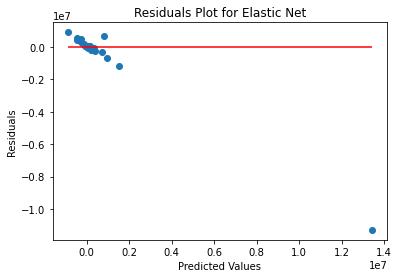 Residuals Plot for Elastic Net
1e7
0.0
−0.2
−0.4
−0.6
−0.8
−1.0
Residuals
0.0
0.2
0.4
0.6
0.8
1.0
1.2
1.4
1e7
Predicted Values